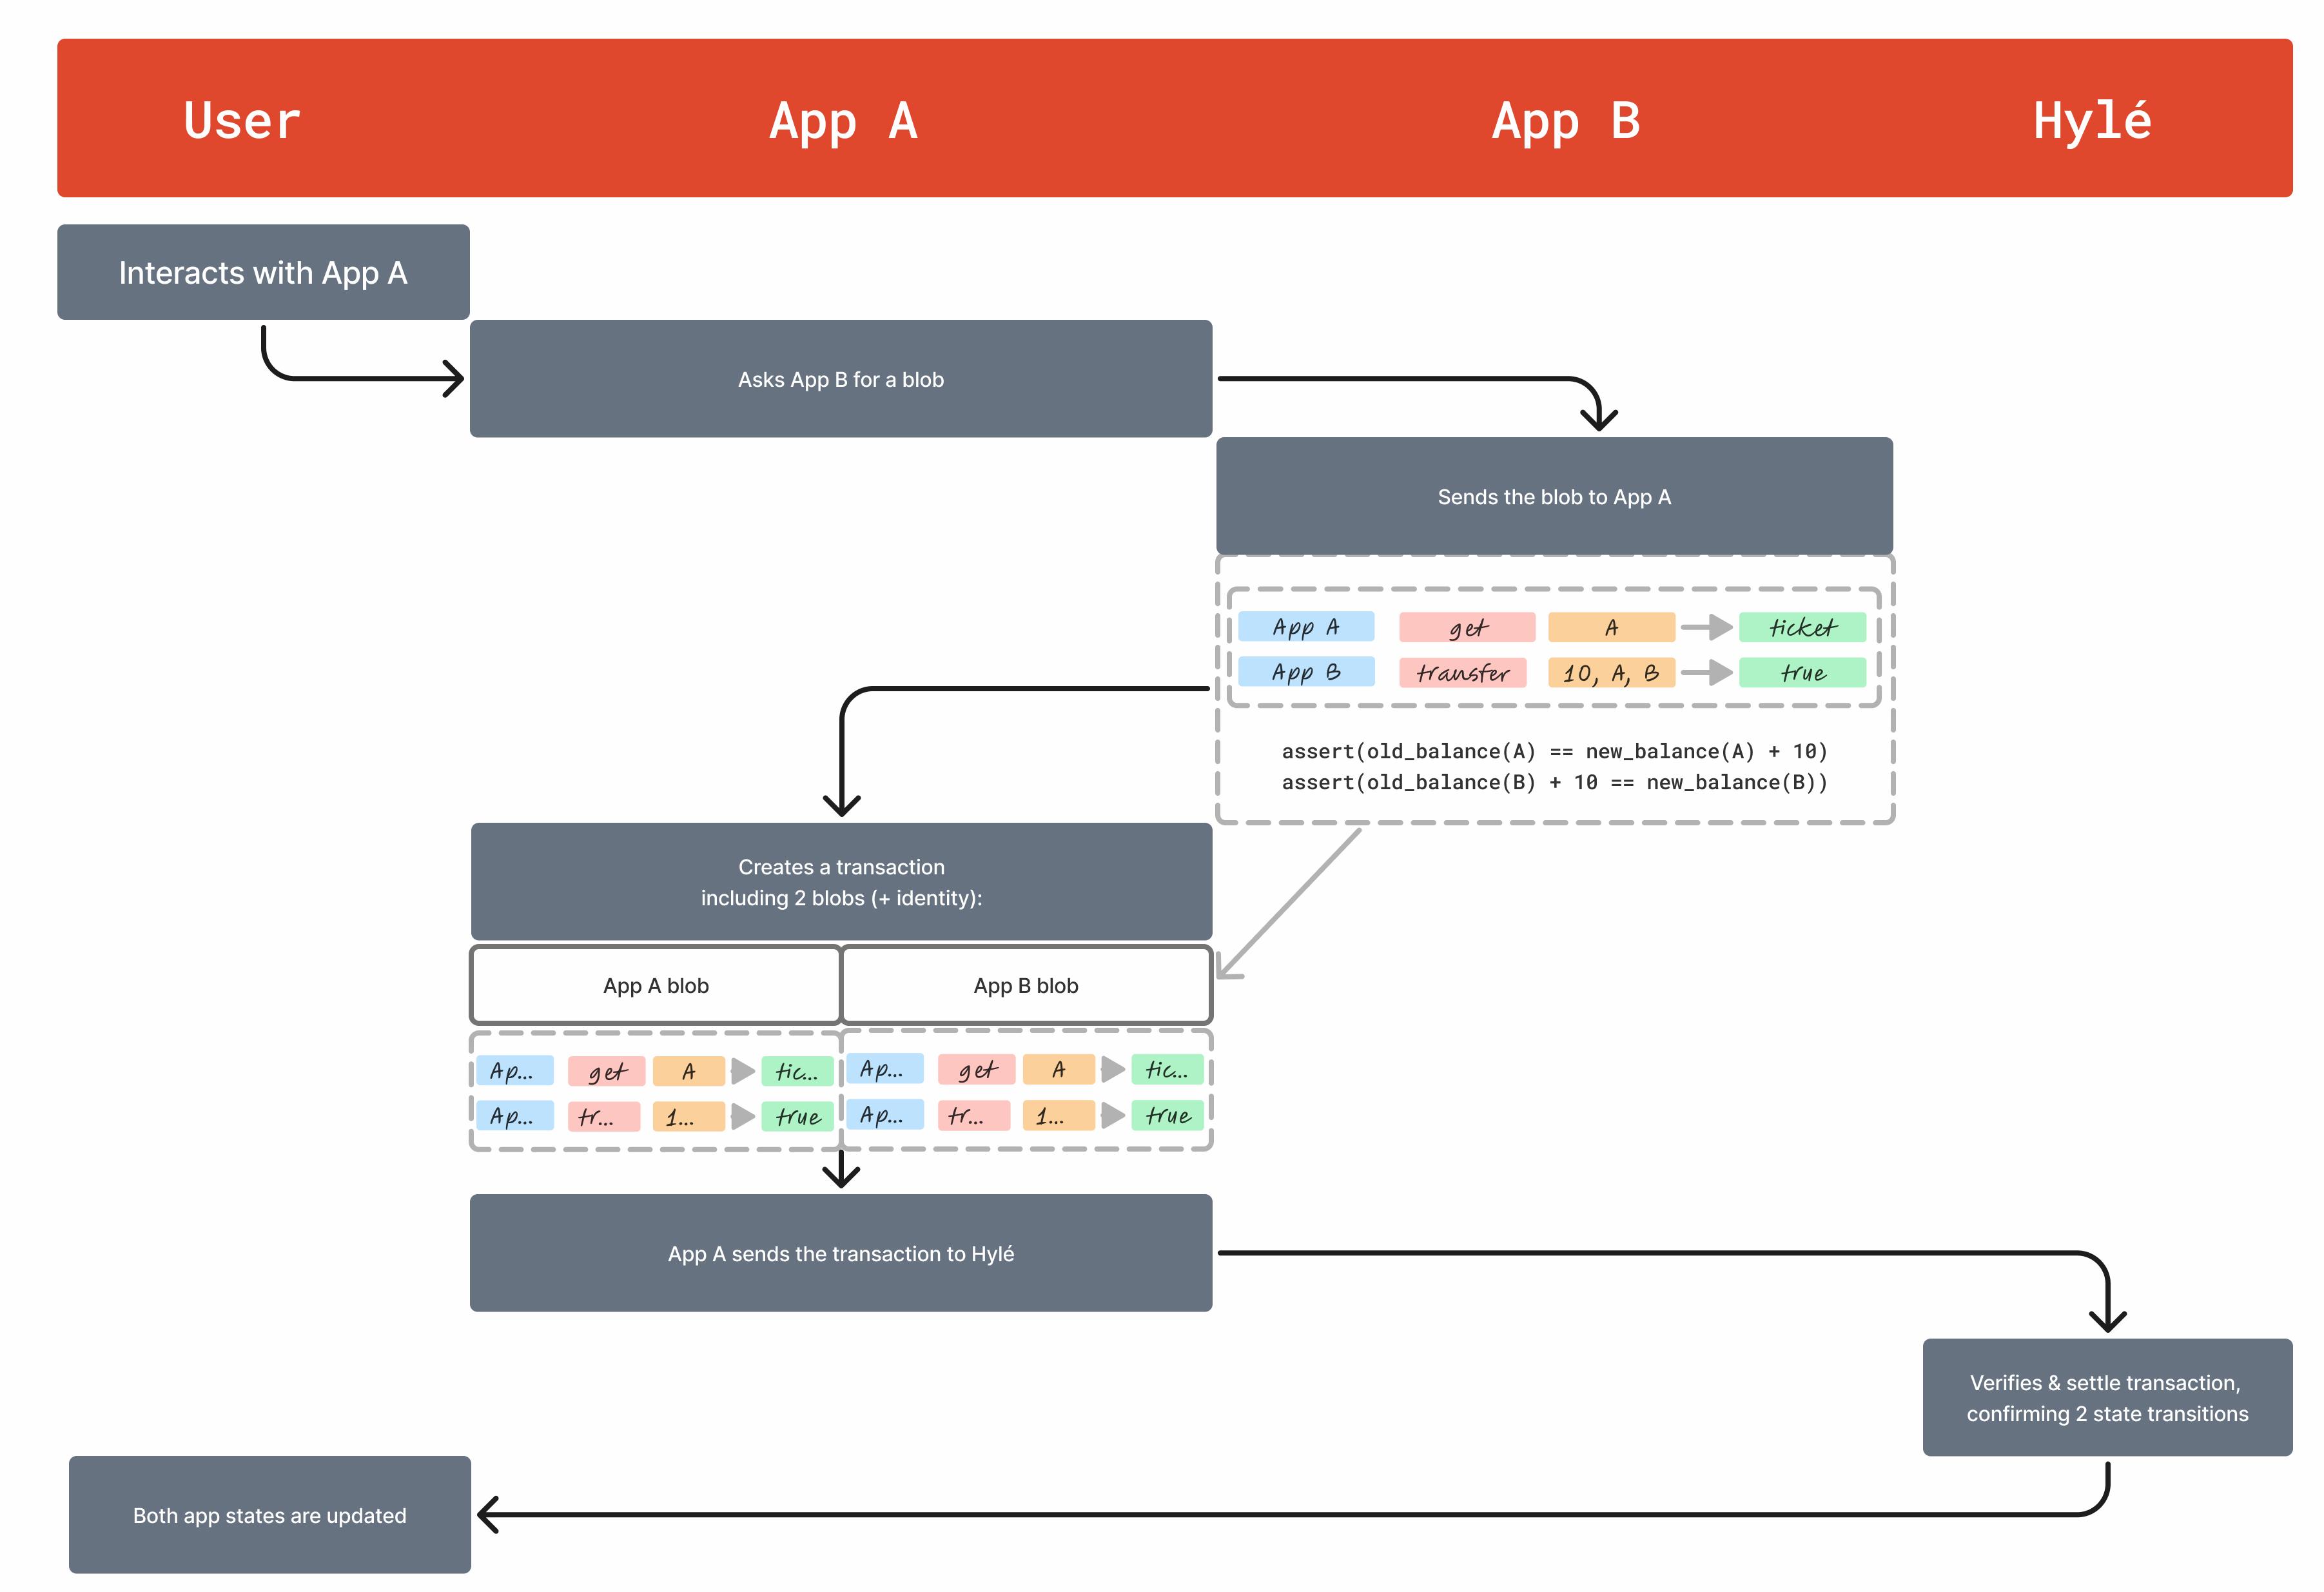 User App A App B Hylé
Interacts with App A
Asks App B for a blob
Sends the blob to App A
App A get A ticket
App B transfer 10, A, B true
assert(old_balance(A) == new_balance(A) + 10)
assert(old_balance(B) + 10 == new_balance(B))
Creates a transaction
including 2 blobs (+ identity):
App A blob App B blob
Ap... get A tic... Ap... get A tic...
Ap... tr... 1... true Ap... tr... 1... true
App A sends the transaction to Hylé
Verifies & settle transaction,
confirming 2 state transitions
Both app states are updated